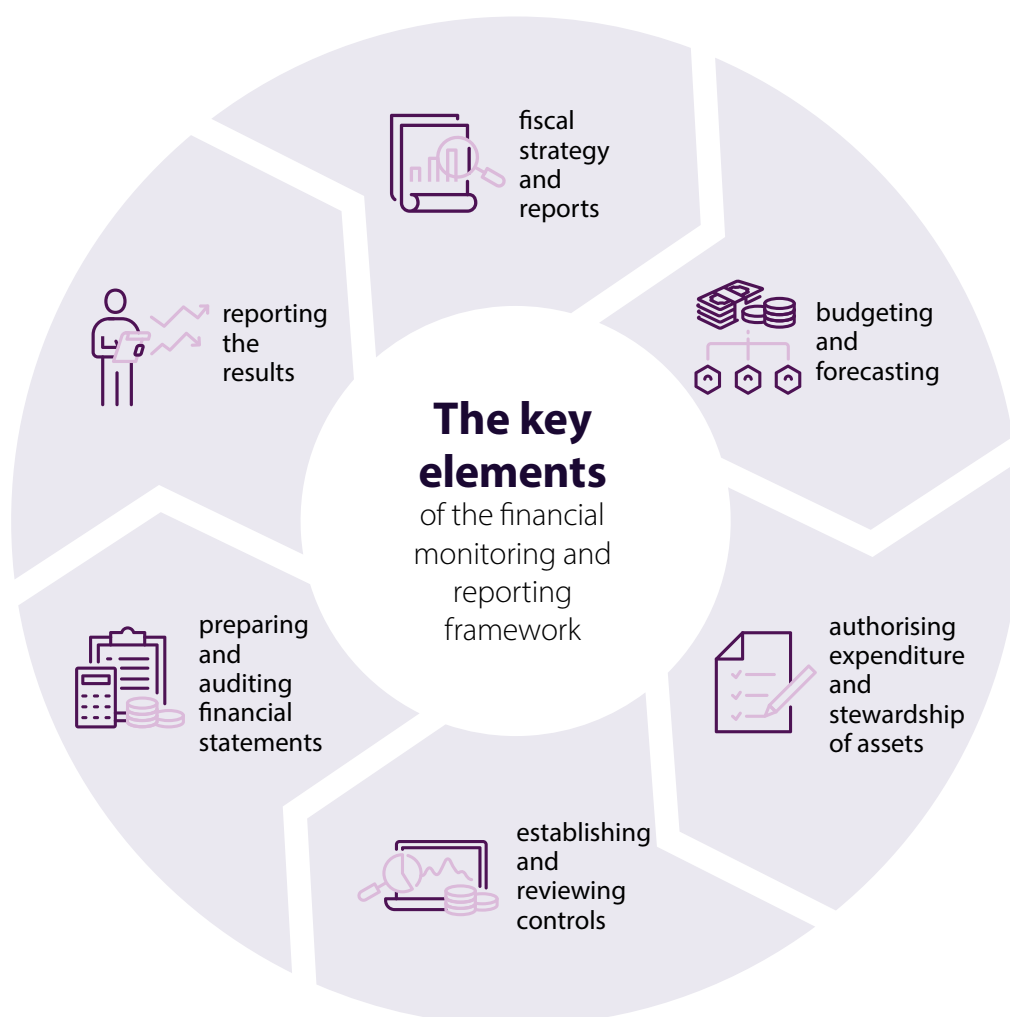 fiscal
strategy
and
reports
budgeting
and
forecasting
authorising
expenditure
and
stewardship
of assets
establishing
and
reviewing
controls
preparing
and
auditing
financial
statements
reporting
the
results
The key
elements
of the financial
monitoring and
reporting
framework